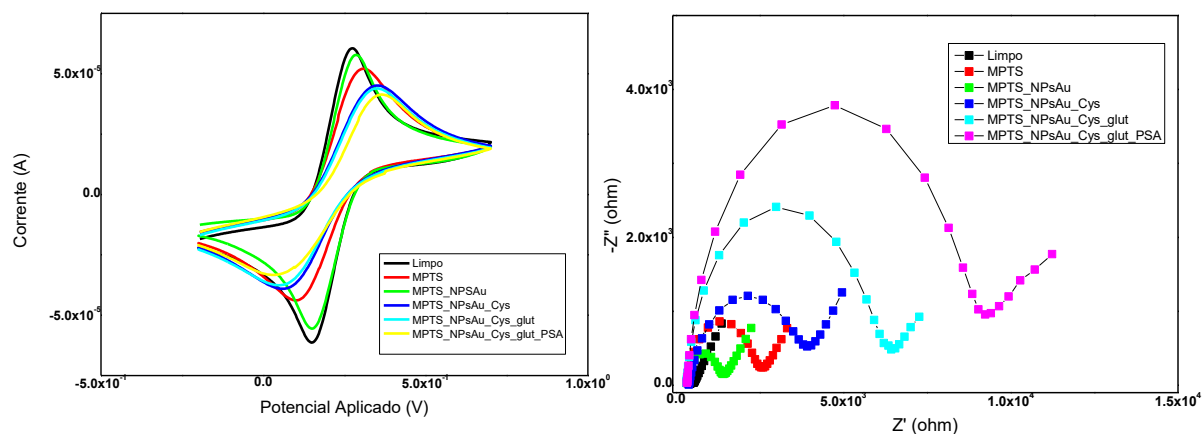 Corrente (A)
5.0x10⁻⁵
0.0
-5.0x10⁻⁵
-5.0x10⁻¹
0.0
5.0x10⁻¹
1.0x10⁰
Potencial Aplicado (V)
Limpo
MPTS
MPTS_NPSAu
MPTS_NPsAu_Cys
MPTS_NPsAu_Cys_glut
MPTS_NPsAu_Cys_glut_PSA
-Z" (ohm)
4.0x10³
2.0x10³
0.0
0.0
5.0x10³
1.0x10⁴
1.5x10⁴
Z' (ohm)
Limpo
MPTS
MPTS_NPsAu
MPTS_NPsAu_Cys
MPTS_NPsAu_Cys_glut
MPTS_NPsAu_Cys_glut_PSA